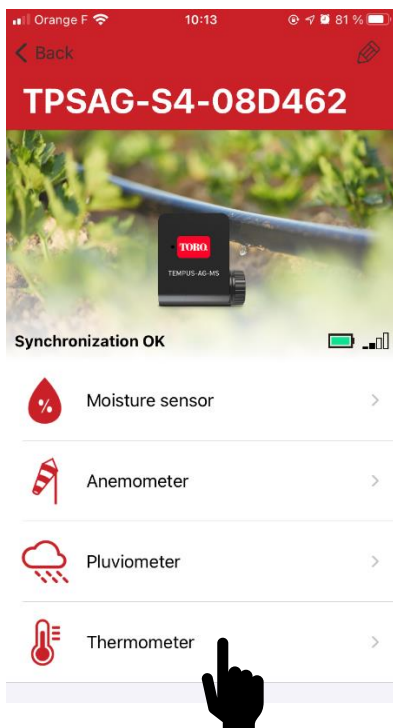 Orange F 10:13 81 %
Back
TPSAG-S4-08D462
TORO.
TEMPUS-AG-MS
Synchronization OK
%
Moisture sensor
Anemometer
Pluviometer
Thermometer